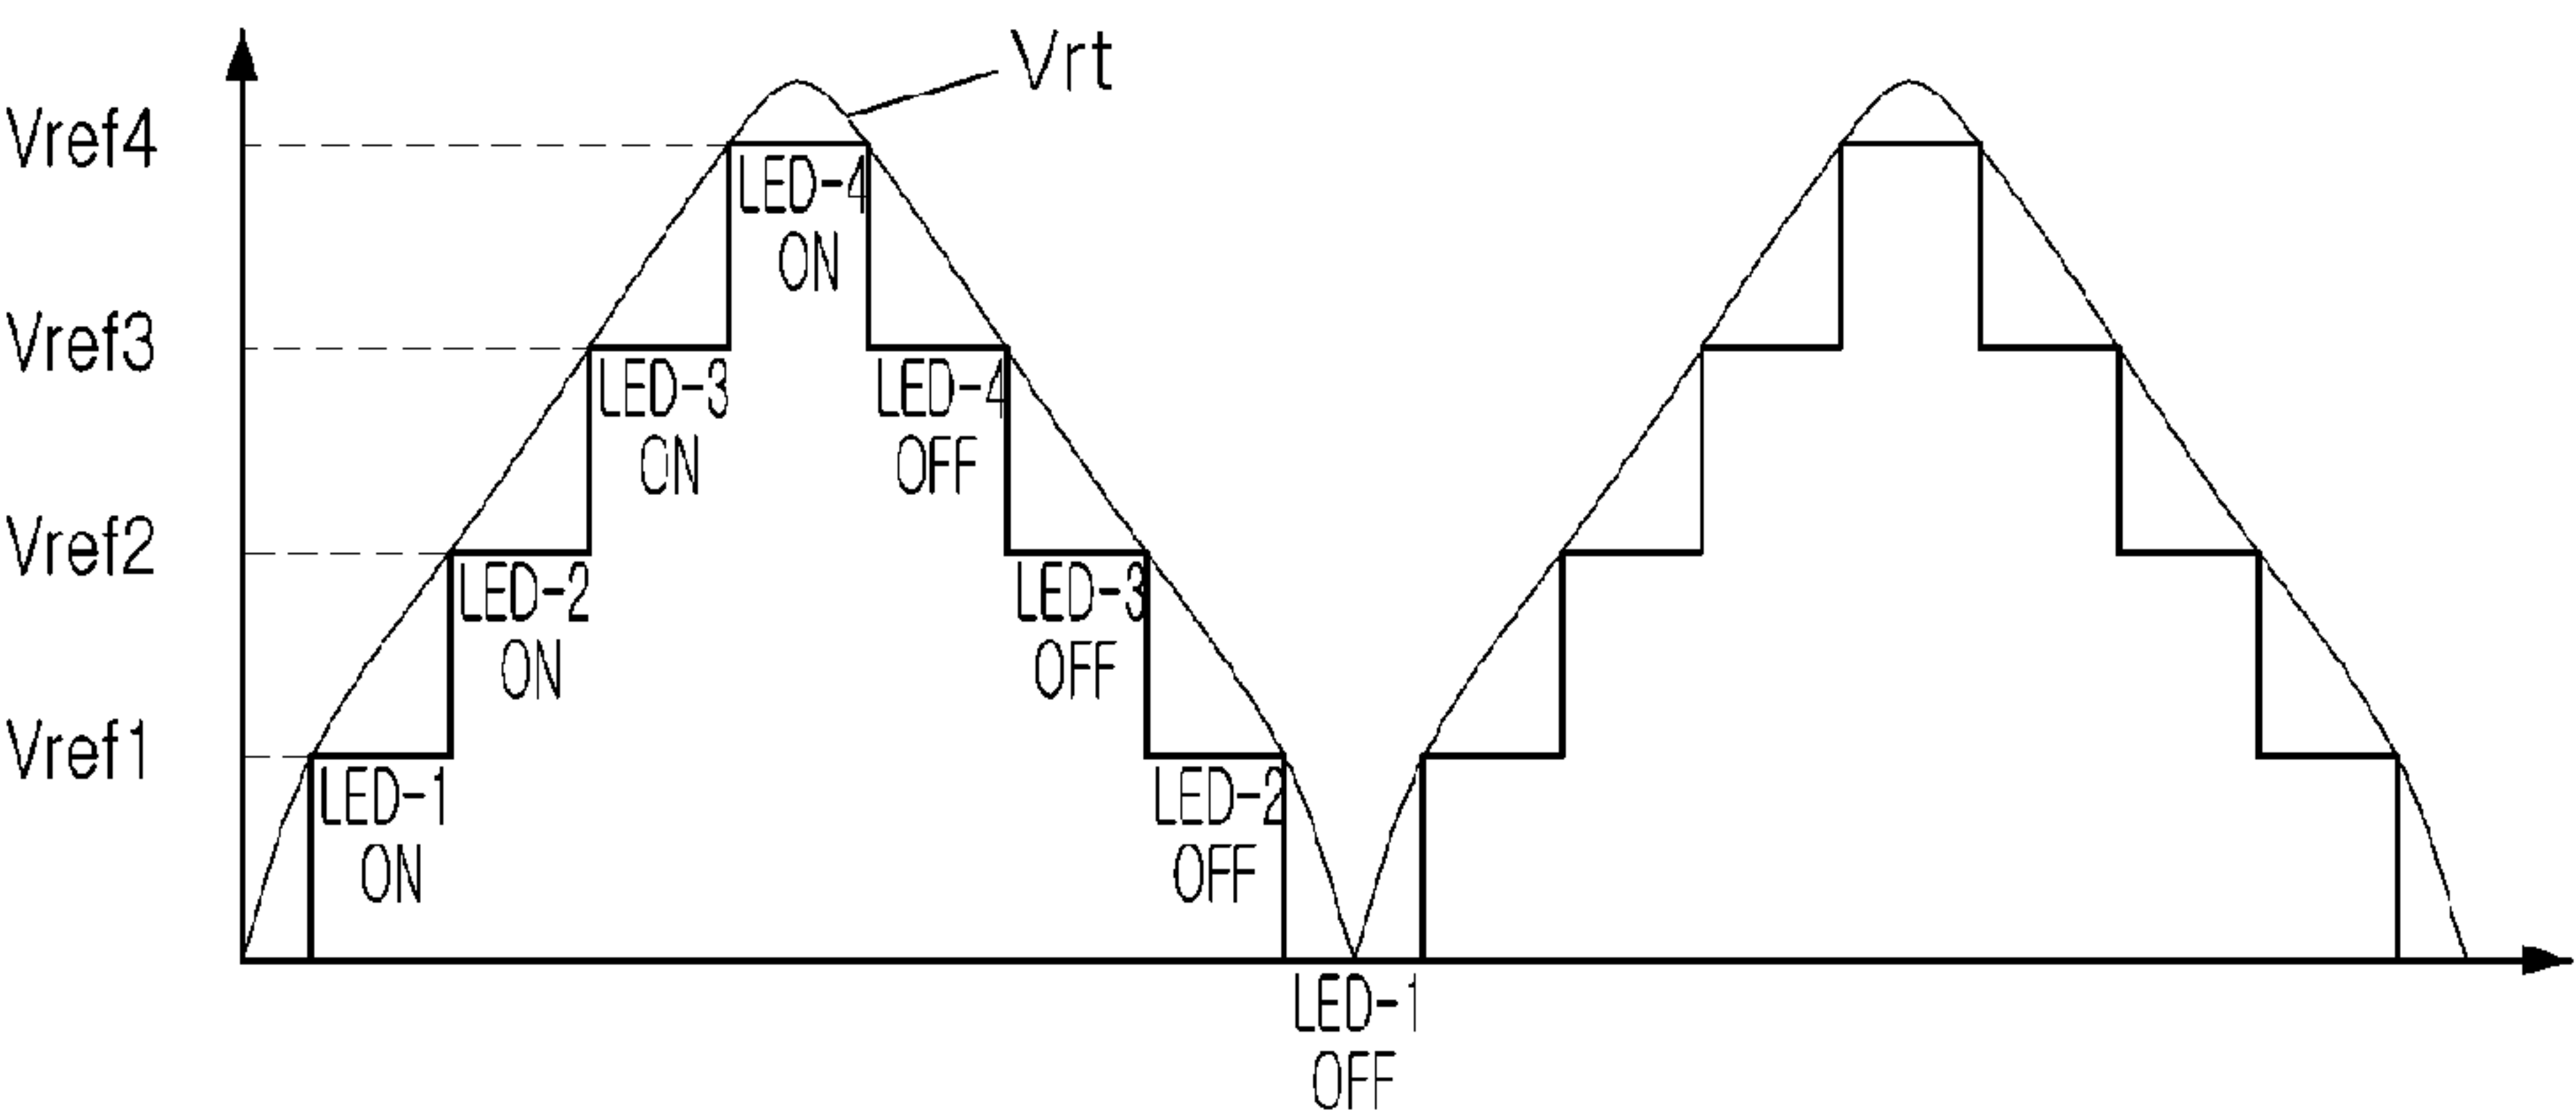 Vrt
Vref4
LED-4
ON
Vref3
LED-3
ON
LED-4
OFF
Vref2
LED-2
ON
LED-3
OFF
Vref1
LED-1
ON
LED-2
OFF
LED-1
OFF